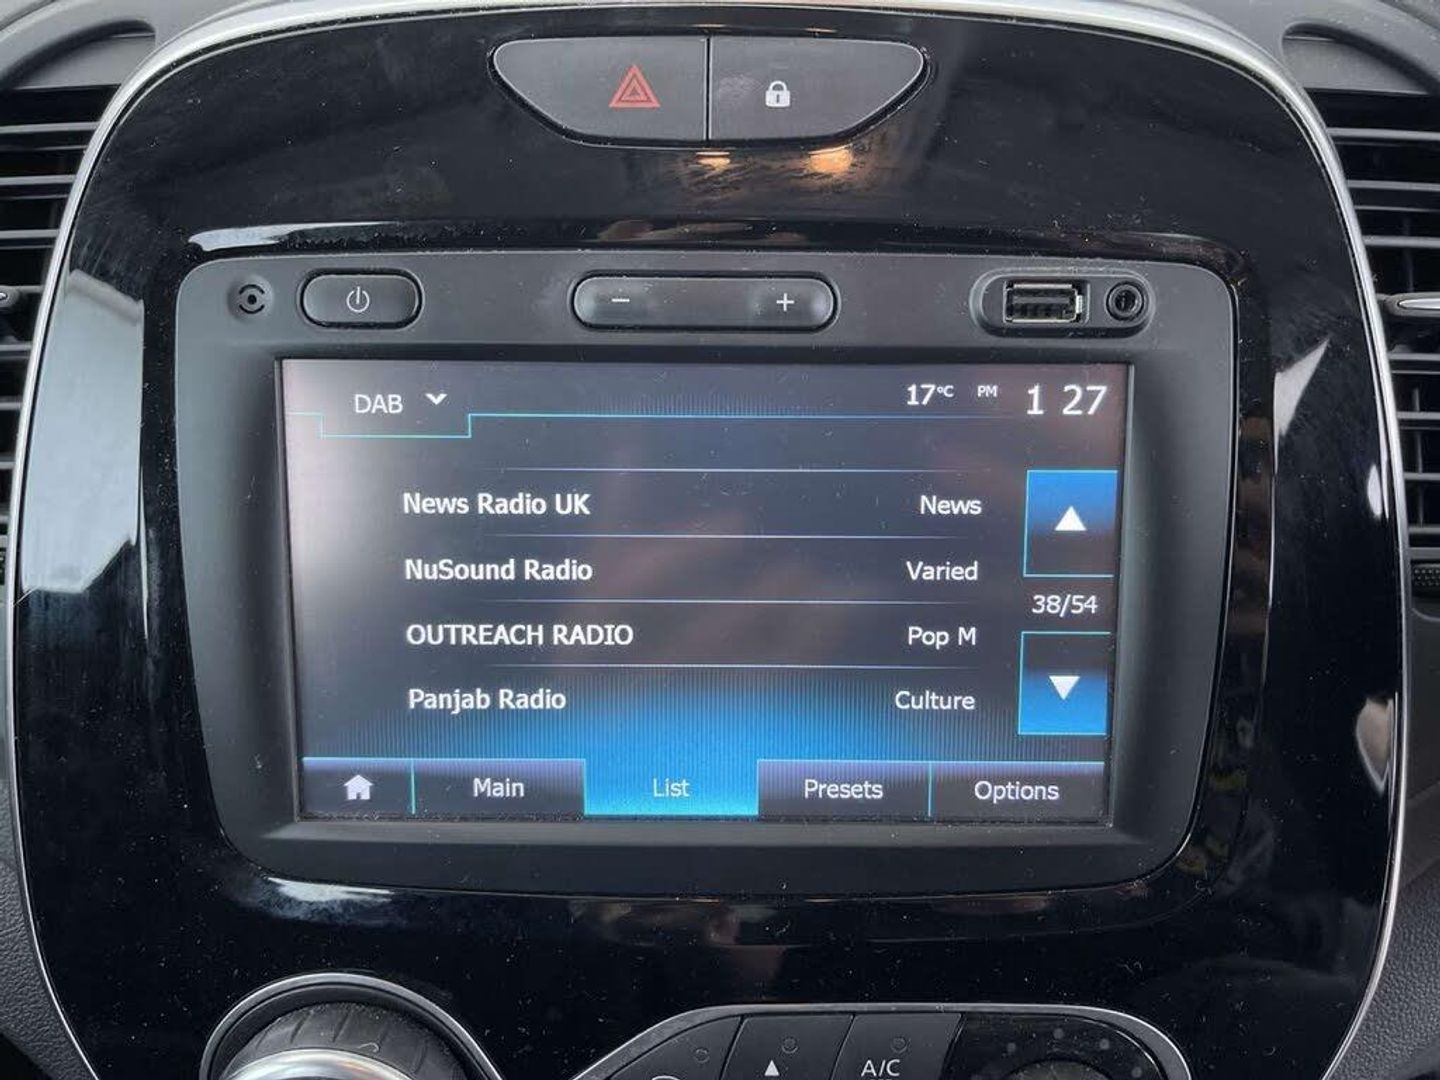 DAB 17°C PM 1 27
News Radio UK News
NuSound Radio Varied
38/54
OUTREACH RADIO Pop M
Panjab Radio Culture
Main List Presets Options
A/C